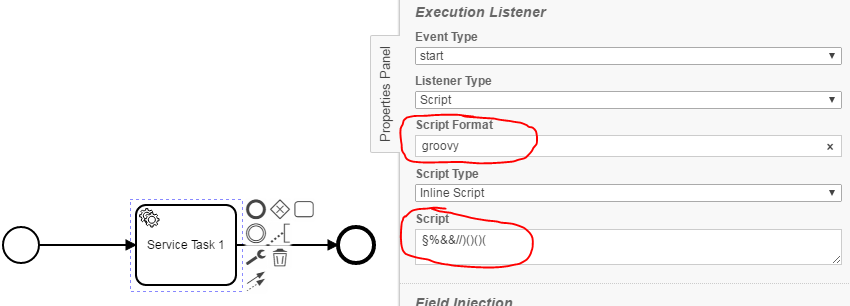 Execution Listener
Event Type
start
Listener Type
Script
Script Format
groovy
x
Script Type
Inline Script
Script
§%&&//)()()(
Field Injection
Properties Panel
Service Task 1